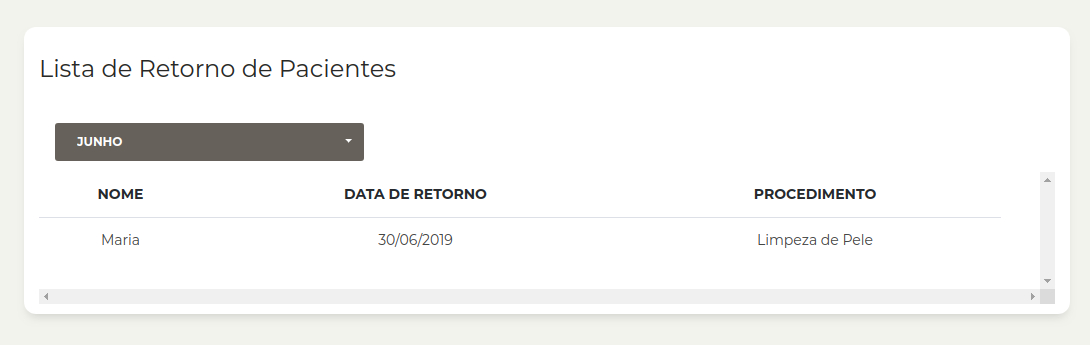 Lista de Retorno de Pacientes
JUNHO
NOME DATA DE RETORNO PROCEDIMENTO
Maria 30/06/2019 Limpeza de Pele